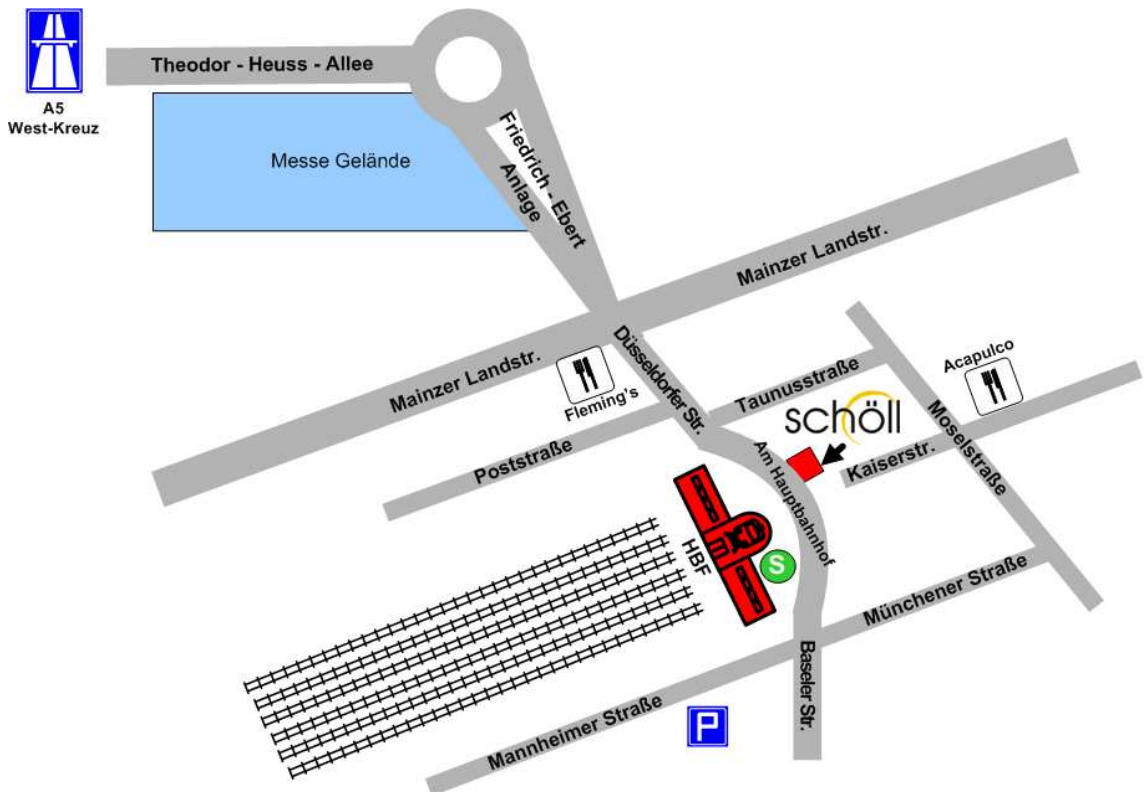 A5
West-Kreuz
Theodor - Heuss - Allee
Messe Gelände
Friedrich - Ebert
Anlage
Mainzer Landstr.
Mainzer Landstr.
Düsseldorfer Str.
Fleming's
Taunusstraße
Acapulco
schöll
Moselstraße
Kaiserstr.
Poststraße
Am Hauptbahnhof
HBF
S
Münchener Straße
Baseler Str.
Mannheimer Straße
P